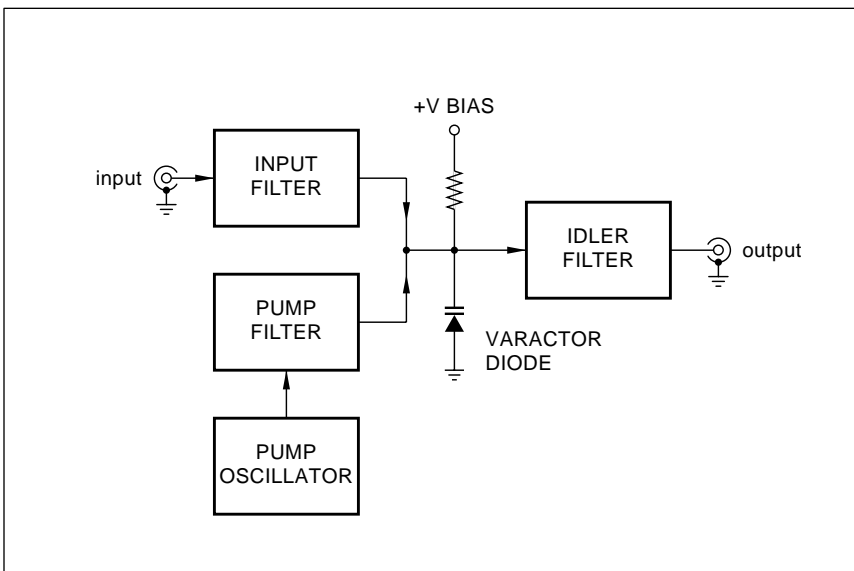 +V BIAS
input
INPUT
FILTER
IDLER
FILTER
output
PUMP
FILTER
VARACTOR
DIODE
PUMP
OSCILLATOR